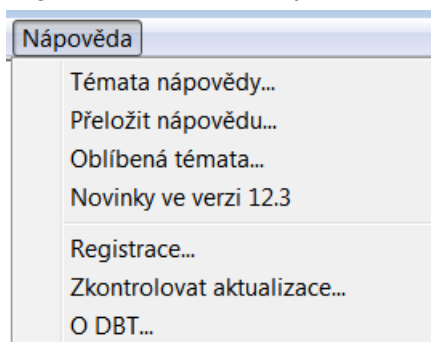 Nápověda
Témata nápovědy...
Přeložit nápovědu...
Oblíbená témata...
Novinky ve verzi 12.3
Registrace...
Zkontrolovat aktualizace...
O DBT...